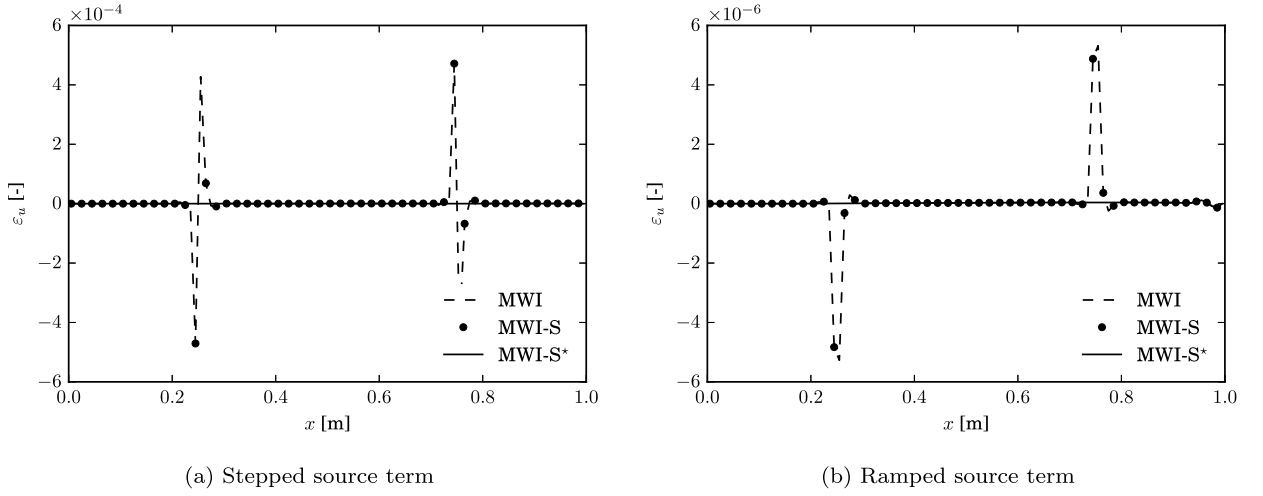 ×10⁻⁴
6
4
2
0
−2
−4
−6
εᵤ [-]
0.0 0.2 0.4 0.6 0.8 1.0
x [m]
MWI
MWI-S
MWI-S⋆
(a) Stepped source term
×10⁻⁶
6
4
2
0
−2
−4
−6
εᵤ [-]
0.0 0.2 0.4 0.6 0.8 1.0
x [m]
MWI
MWI-S
MWI-S⋆
(b) Ramped source term